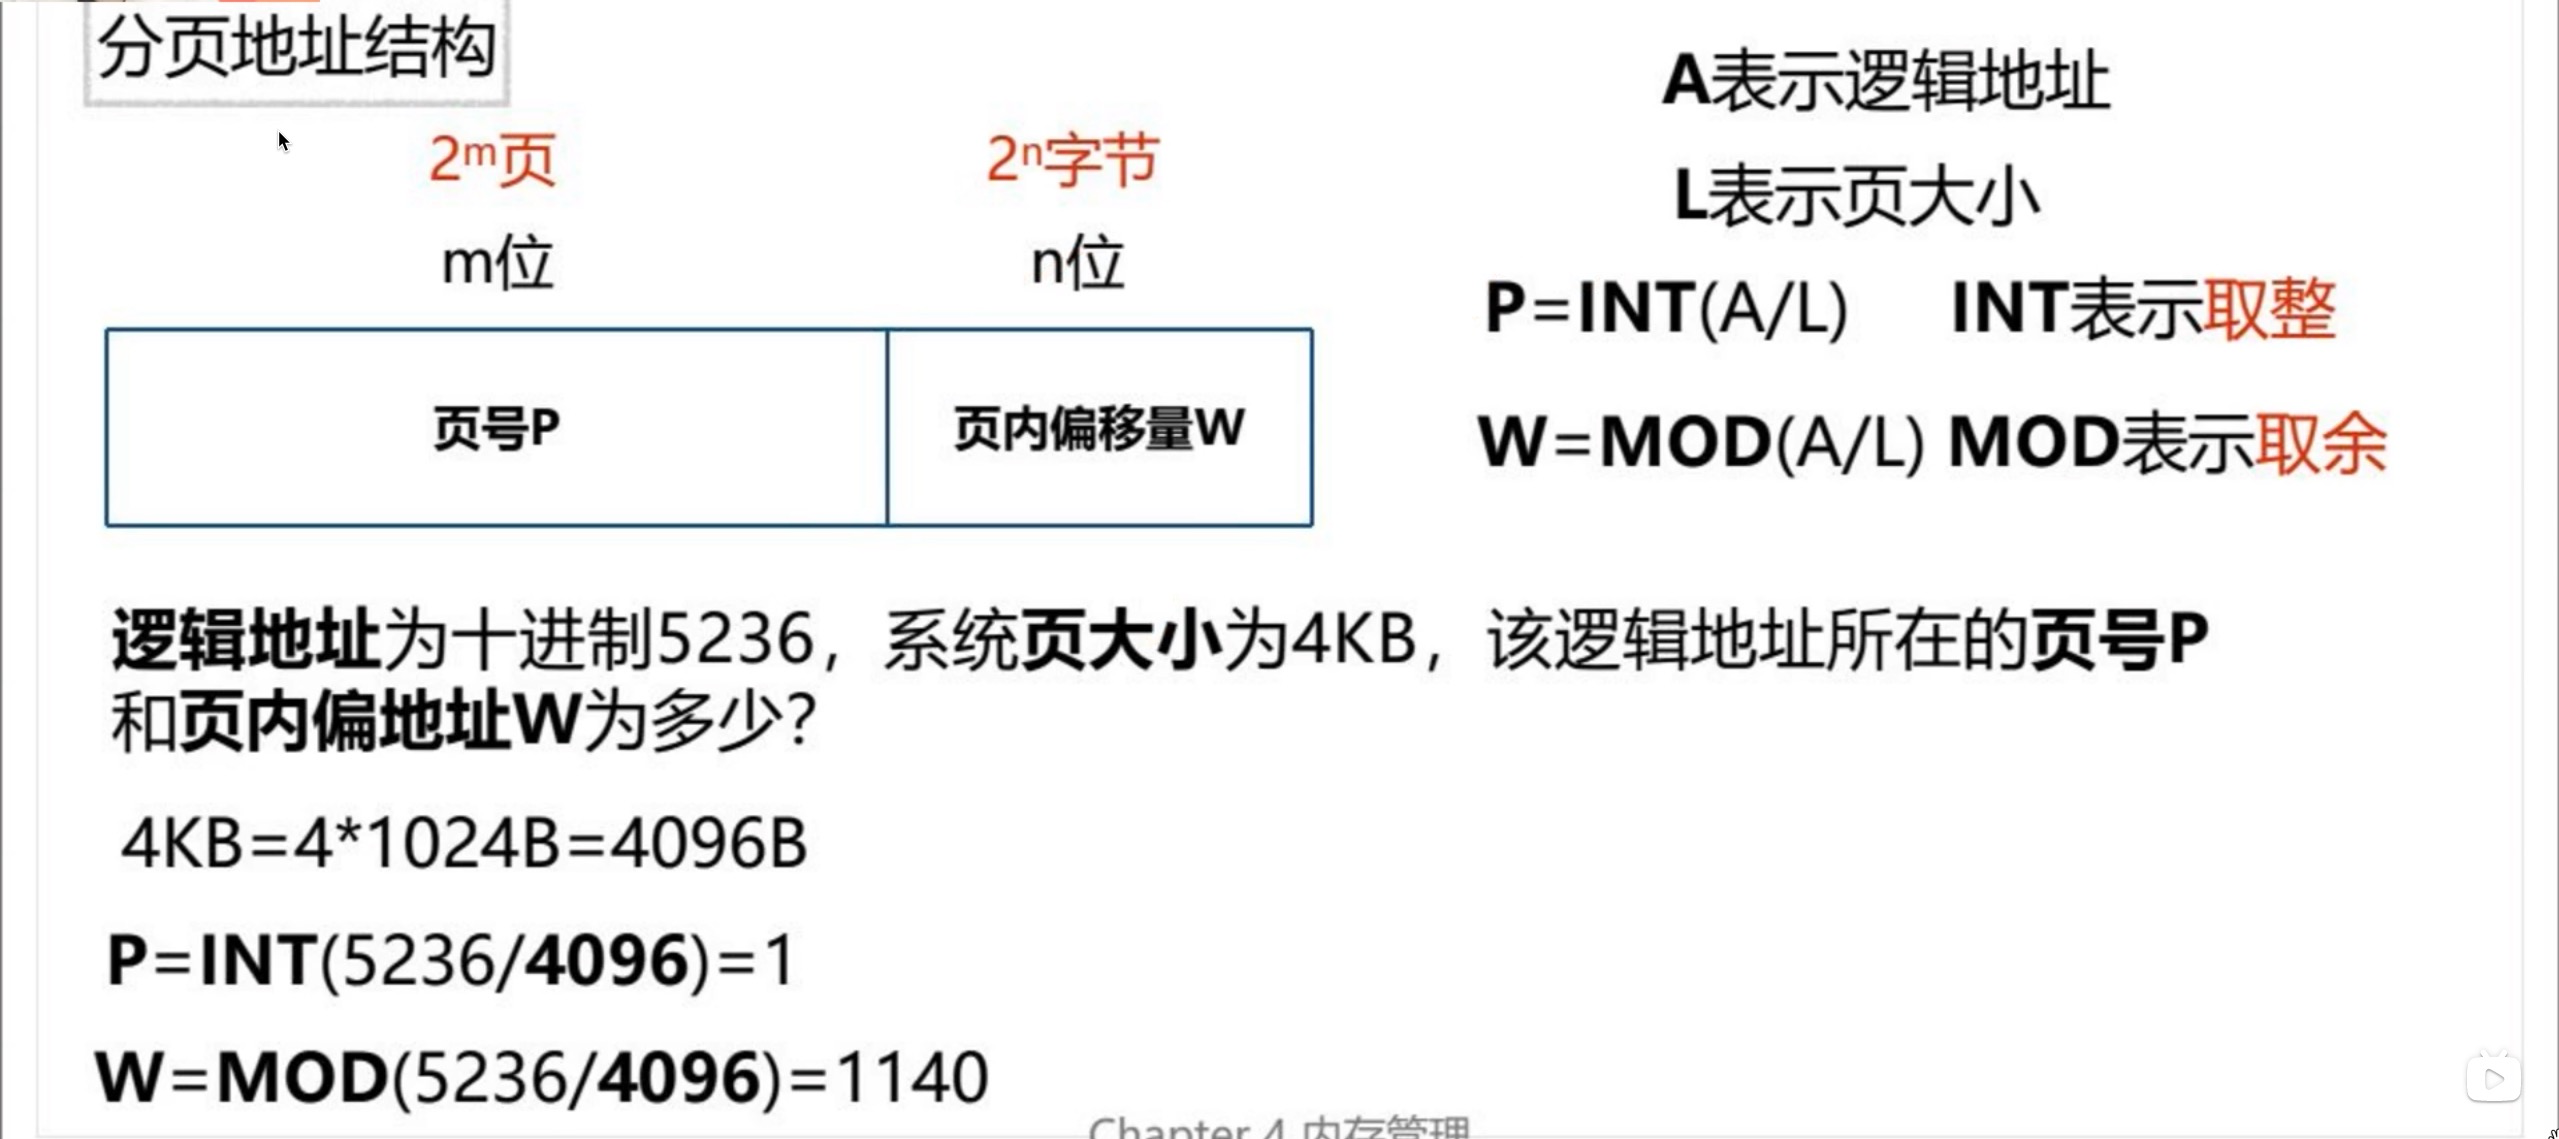 分页地址结构
2ᵐ页
2ⁿ字节
m位
n位
页号P
页内偏移量W
A表示逻辑地址
L表示页大小
P=INT(A/L) INT表示取整
W=MOD(A/L) MOD表示取余
逻辑地址为十进制5236，系统页大小为4KB，该逻辑地址所在的页号P
和页内偏地址W为多少？
4KB=4*1024B=4096B
P=INT(5236/4096)=1
W=MOD(5236/4096)=1140
Chapter 4 内存管理